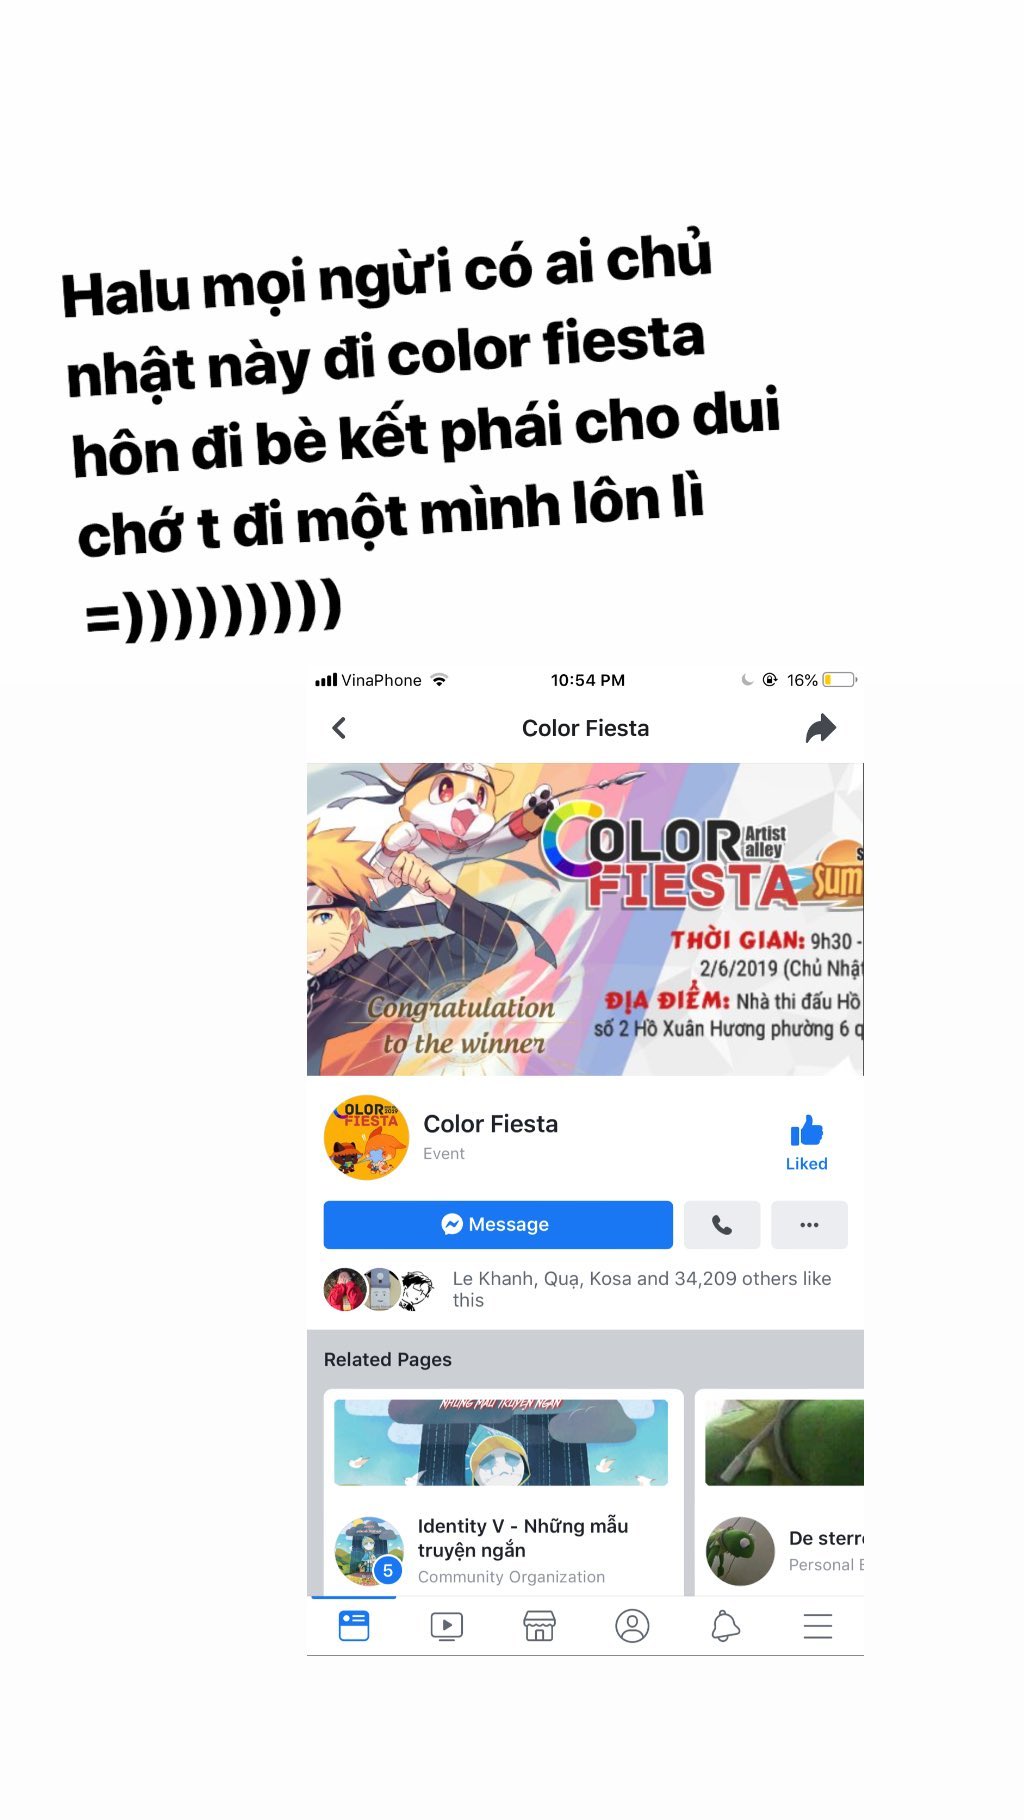 Halu mọi ngừi có ai chủ
nhật này đi color fiesta
hôn đi bè kết phái cho dui
chớ t đi một mình lôn lì
=)))))))))
VinaPhone 10:54 PM 16%
Color Fiesta
COLOR Artist alley
FIESTA
THỜI GIAN: 9h30 -
2/6/2019 (Chủ Nhật
ĐỊA ĐIỂM: Nhà thi đấu Hồ
số 2 Hồ Xuân Hương phường 6 q
Congratulation
to the winner
COLOR
FIESTA
Color Fiesta
Event
Liked
Message
Le Khanh, Quạ, Kosa and 34,209 others like
this
Related Pages
NHỮNG MẨU TRUYỆN NGẮN
Identity V - Những mẫu
truyện ngắn
5
Community Organization
De sterr
Personal